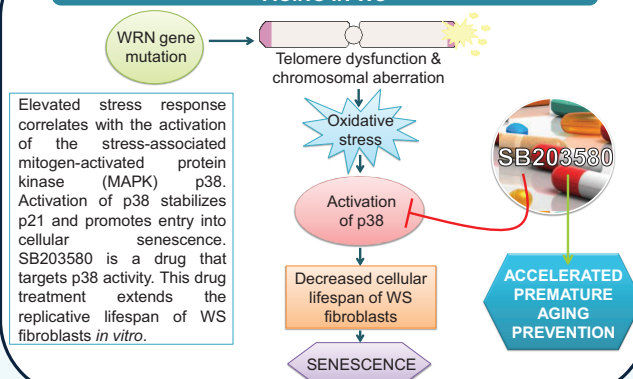 WRN gene
mutation
Telomere dysfunction &
chromosomal aberration
Elevated stress response
correlates with the activation
of the stress-associated
mitogen-activated protein
kinase (MAPK) p38.
Activation of p38 stabilizes
p21 and promotes entry into
cellular senescence.
SB203580 is a drug that
targets p38 activity. This drug
treatment extends the
replicative lifespan of WS
fibroblasts in vitro.
Oxidative
stress
SB203580
Activation
of p38
Decreased cellular
lifespan of WS
fibroblasts
ACCELERATED
PREMATURE
AGING
PREVENTION
SENESCENCE